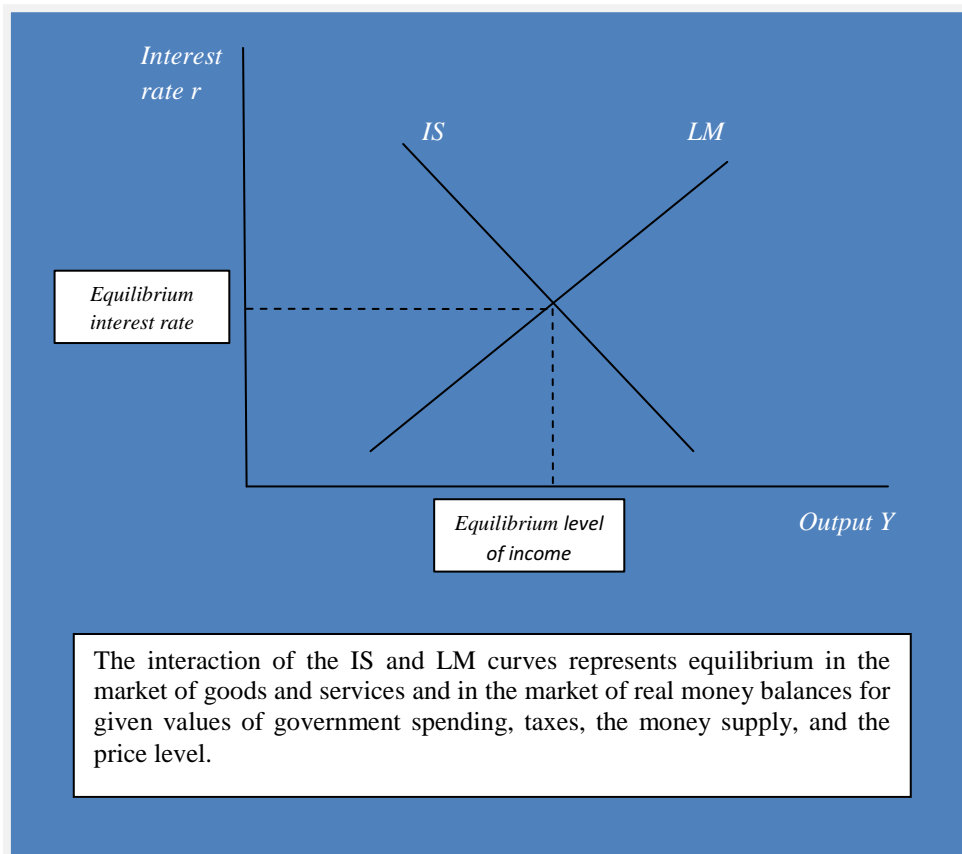 Interest
rate r
IS
LM
Equilibrium
interest rate
Equilibrium level
of income
Output Y
The interaction of the IS and LM curves represents equilibrium in the
market of goods and services and in the market of real money balances for
given values of government spending, taxes, the money supply, and the
price level.